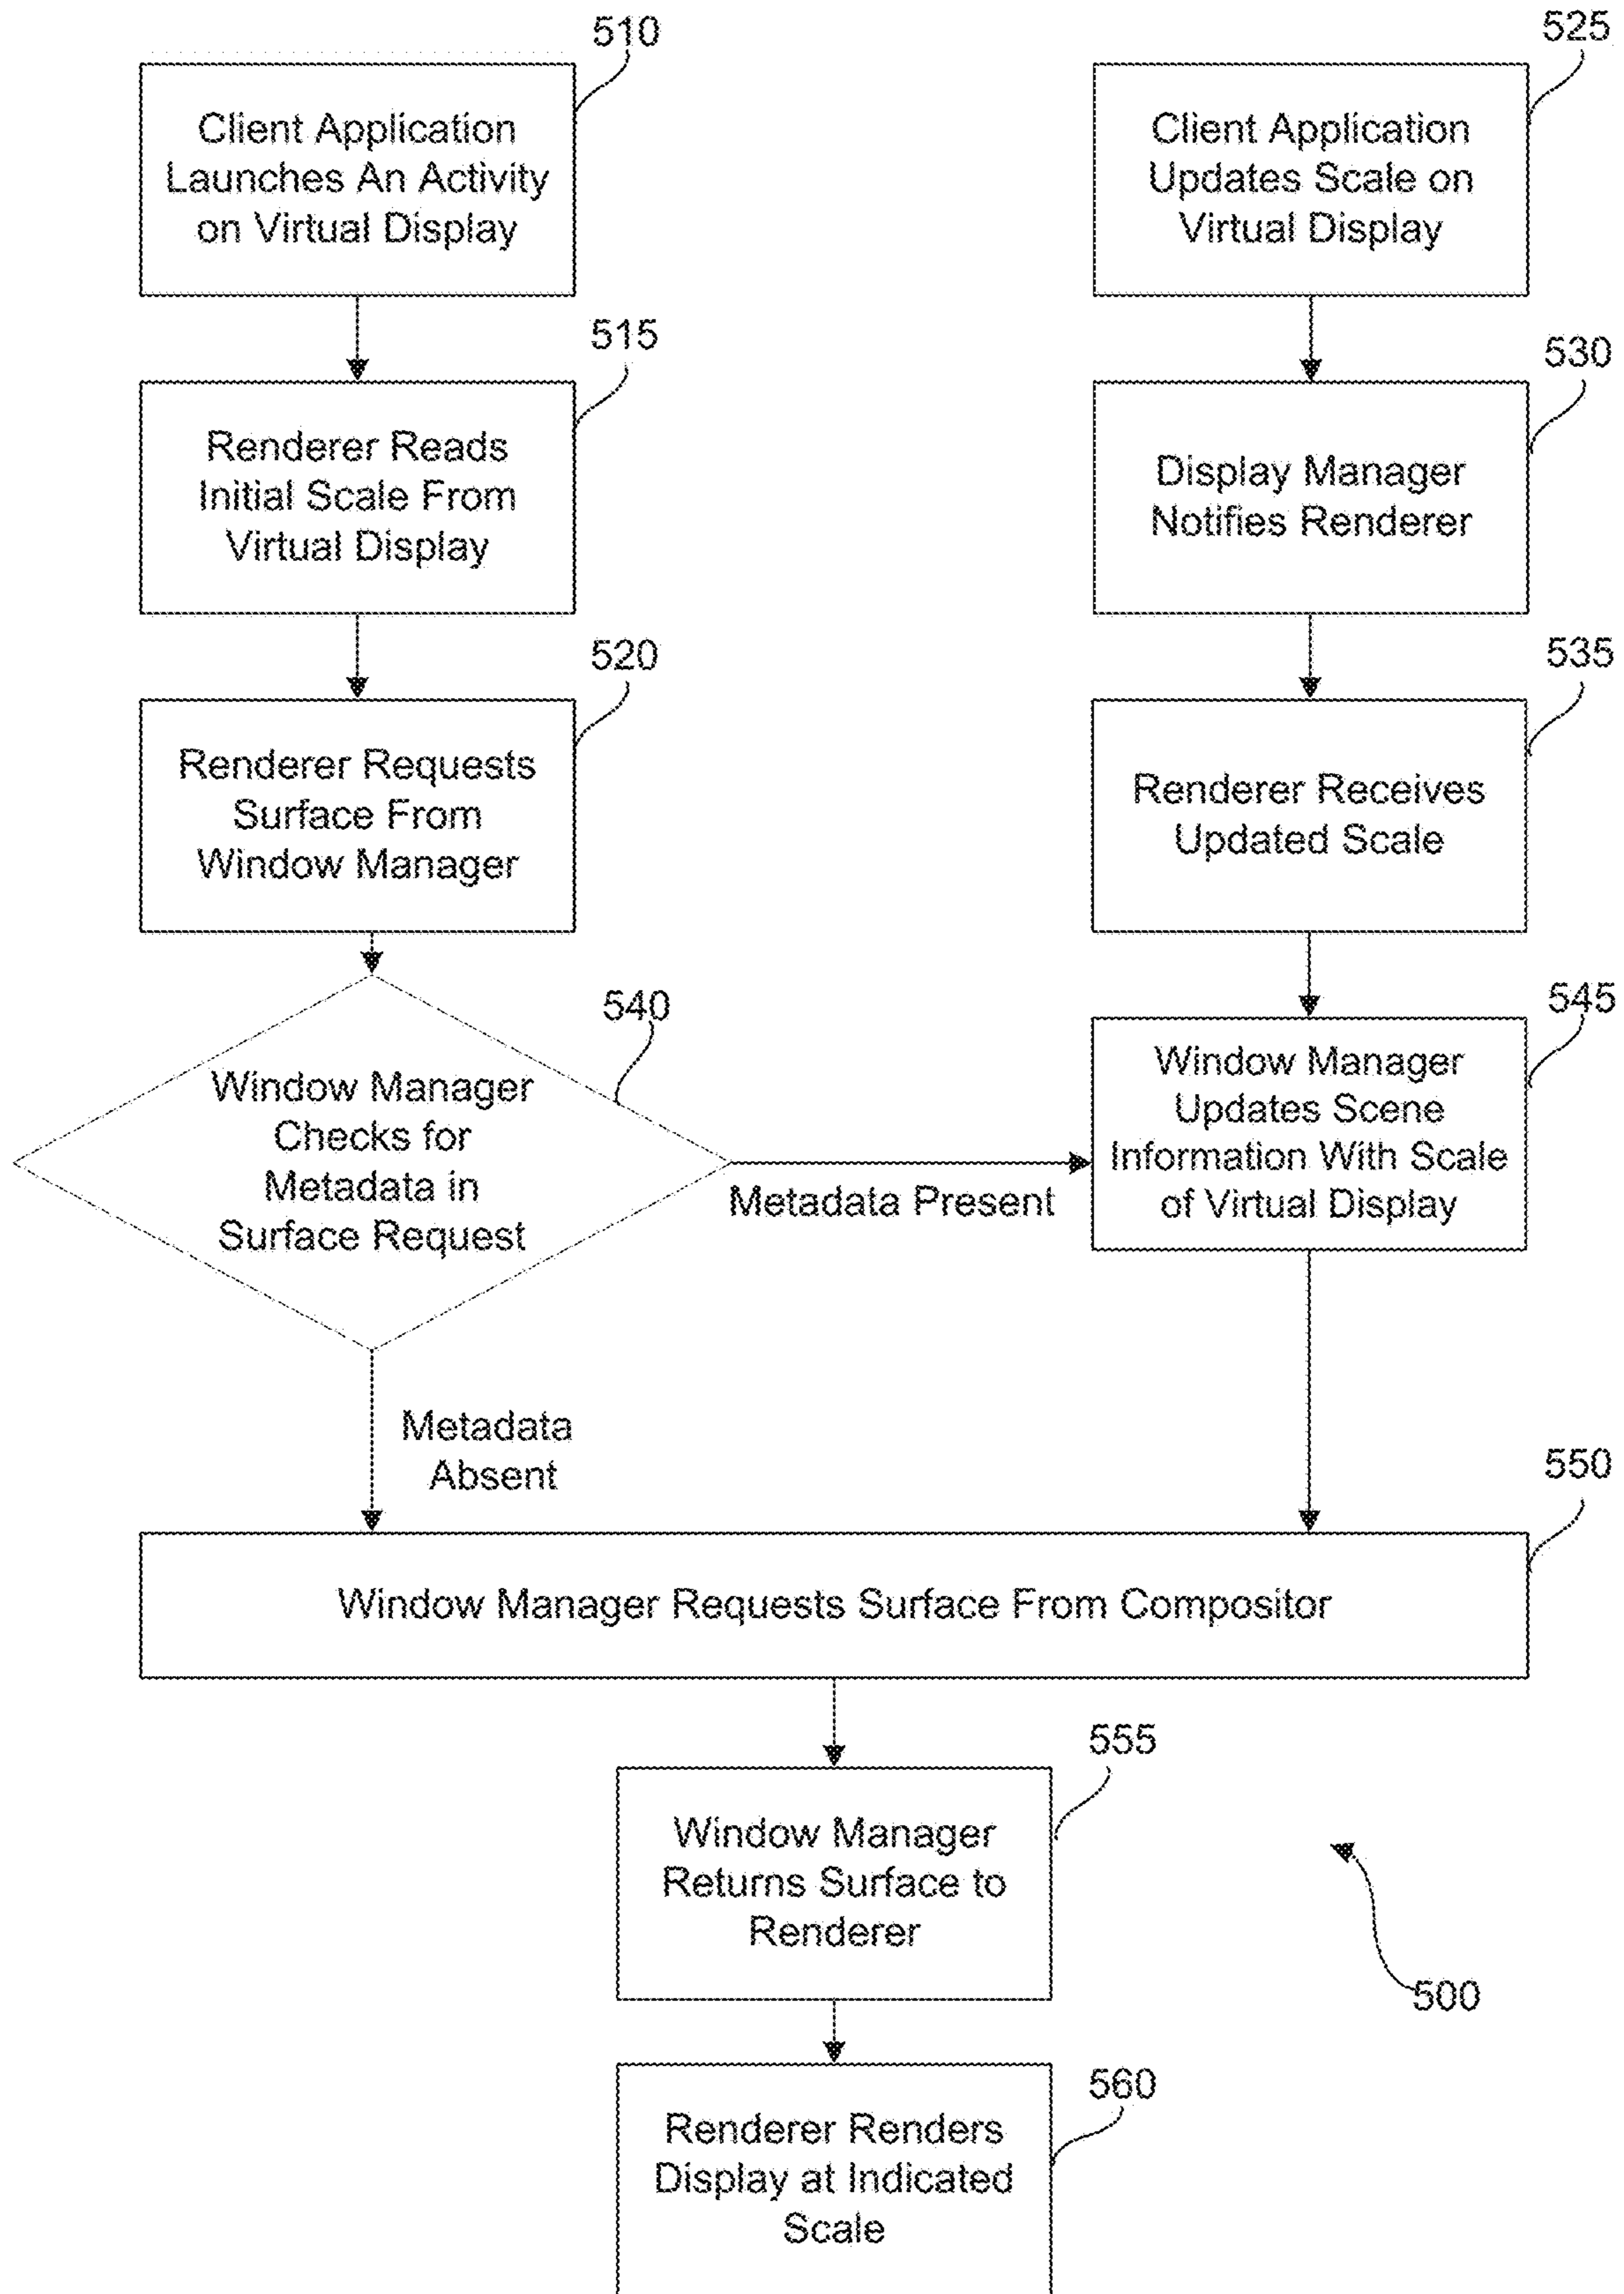 510
Client Application
Launches An Activity
on Virtual Display
515
Renderer Reads
Initial Scale From
Virtual Display
520
Renderer Requests
Surface From
Window Manager
540
Window Manager
Checks for
Metadata in
Surface Request
Metadata Present
Metadata
Absent
525
Client Application
Updates Scale on
Virtual Display
530
Display Manager
Notifies Renderer
535
Renderer Receives
Updated Scale
545
Window Manager
Updates Scene
Information With Scale
of Virtual Display
550
Window Manager Requests Surface From Compositor
555
Window Manager
Returns Surface to
Renderer
500
560
Renderer Renders
Display at Indicated
Scale